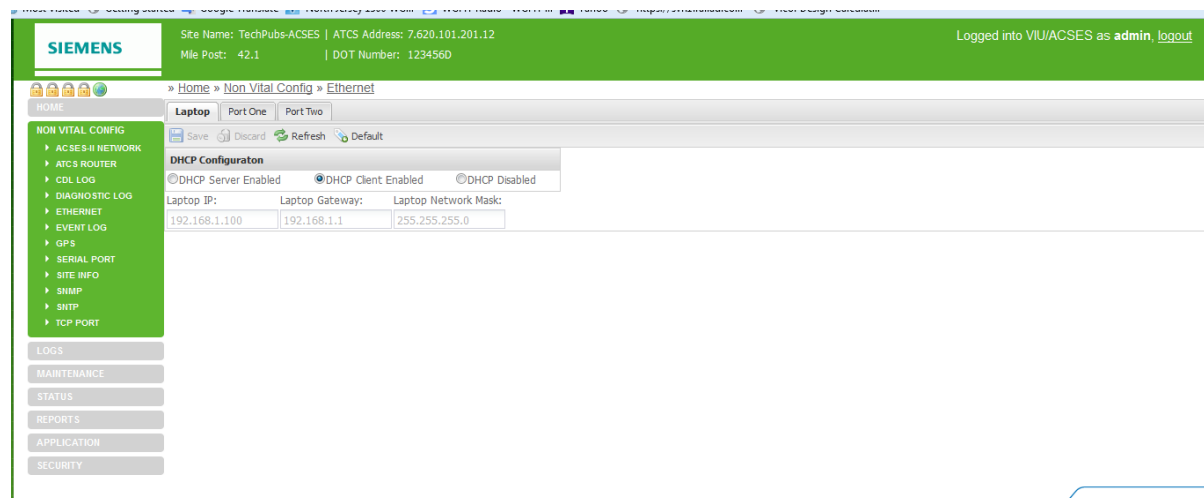 SIEMENS
Site Name: TechPubs-ACSES | ATCS Address: 7.620.101.201.12
Mile Post: 42.1 | DOT Number: 123456D
Logged into VIU/ACSES as admin, logout
» Home » Non Vital Config » Ethernet
HOME
Laptop Port One Port Two
NON VITAL CONFIG
Save Discard Refresh Default
ACSES-II NETWORK
ATCS ROUTER
CDL LOG
DIAGNOSTIC LOG
ETHERNET
EVENT LOG
GPS
SERIAL PORT
SITE INFO
SNMP
SNTP
TCP PORT
DHCP Configuraton
DHCP Server Enabled DHCP Client Enabled DHCP Disabled
Laptop IP: Laptop Gateway: Laptop Network Mask:
192.168.1.100 192.168.1.1 255.255.255.0
LOGS
MAINTENANCE
STATUS
REPORTS
APPLICATION
SECURITY